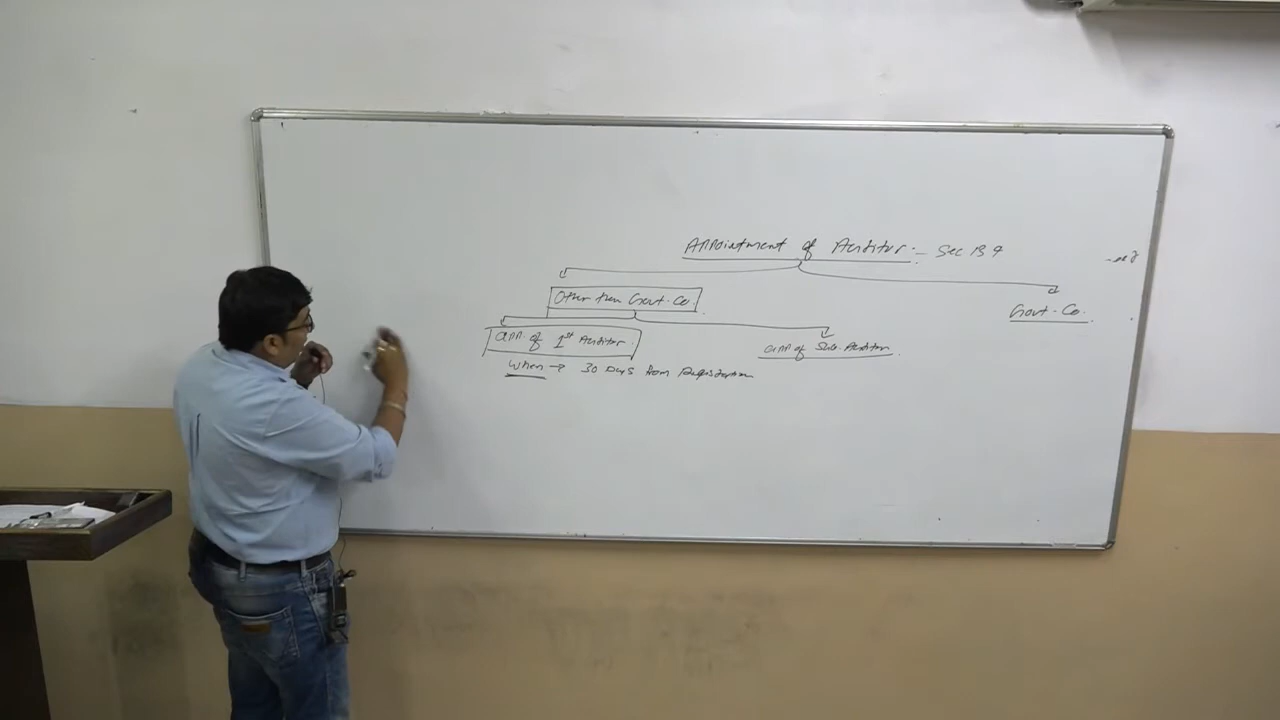 Appointment of Auditor :- Sec 139
Other than Govt. Co.
Govt. Co.
app. of 1st Auditor
app of Sub. Auditor
When → 30 Days from Registration